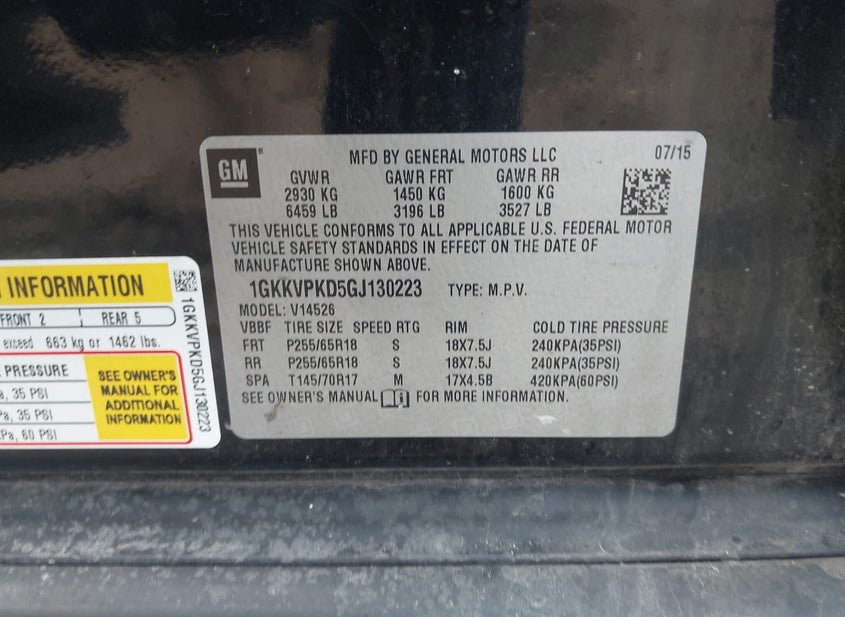 GM
MFD BY GENERAL MOTORS LLC 07/15
GVWR GAWR FRT GAWR RR
2930 KG 1450 KG 1600 KG
6459 LB 3196 LB 3527 LB
THIS VEHICLE CONFORMS TO ALL APPLICABLE U.S. FEDERAL MOTOR
VEHICLE SAFETY STANDARDS IN EFFECT ON THE DATE OF
MANUFACTURE SHOWN ABOVE.
1GKKVPKD5GJ130223 TYPE: M.P.V.
MODEL: V14526
VBBF TIRE SIZE SPEED RTG RIM COLD TIRE PRESSURE
FRT P255/65R18 S 18X7.5J 240KPA(35PSI)
RR P255/65R18 S 18X7.5J 240KPA(35PSI)
SPA T145/70R17 M 17X4.5B 420KPA(60PSI)
SEE OWNER'S MANUAL FOR MORE INFORMATION.
INFORMATION
FRONT 2 REAR 5
exceed 663 kg or 1462 lbs.
PRESSURE
35 PSI
35 PSI
60 PSI
SEE OWNER'S
MANUAL FOR
ADDITIONAL
INFORMATION
1GKKVPKD5GJ130223